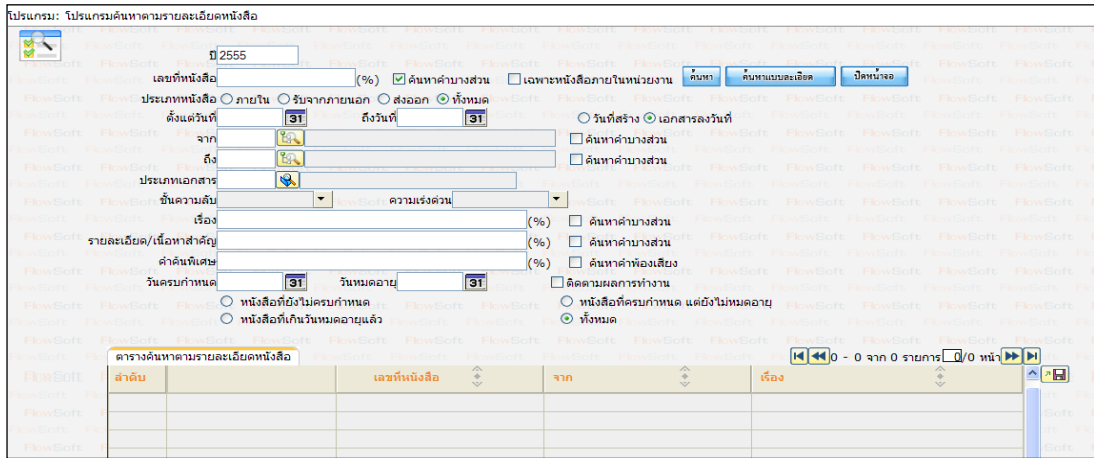 โปรแกรม: โปรแกรมค้นหาตามรายละเอียดหนังสือ
ปี 2555
เลขที่หนังสือ (%) ค้นหาคำบางส่วน เฉพาะหนังสือภายในหน่วยงาน ค้นหา ค้นหาแบบละเอียด ปิดหน้าจอ
ประเภทหนังสือ ภายใน รับจากภายนอก ส่งออก ทั้งหมด
ตั้งแต่วันที่ 31 ถึงวันที่ 31 วันที่สร้าง เอกสารลงวันที่
จาก ค้นหาคำบางส่วน
ถึง ค้นหาคำบางส่วน
ประเภทเอกสาร
ชั้นความลับ ความเร่งด่วน
เรื่อง (%) ค้นหาคำบางส่วน
รายละเอียด/เนื้อหาสำคัญ (%) ค้นหาคำบางส่วน
คำค้นพิเศษ (%) ค้นหาคำพ้องเสียง
วันครบกำหนด 31 วันหมดอายุ 31 ติดตามผลการทำงาน
หนังสือที่ยังไม่ครบกำหนด หนังสือที่ครบกำหนด แต่ยังไม่หมดอายุ
หนังสือที่เกินวันหมดอายุแล้ว ทั้งหมด
ตารางค้นหาตามรายละเอียดหนังสือ 0 - 0 จาก 0 รายการ 0/0 หน้า
ลำดับ เลขที่หนังสือ จาก เรื่อง
FlowSoft